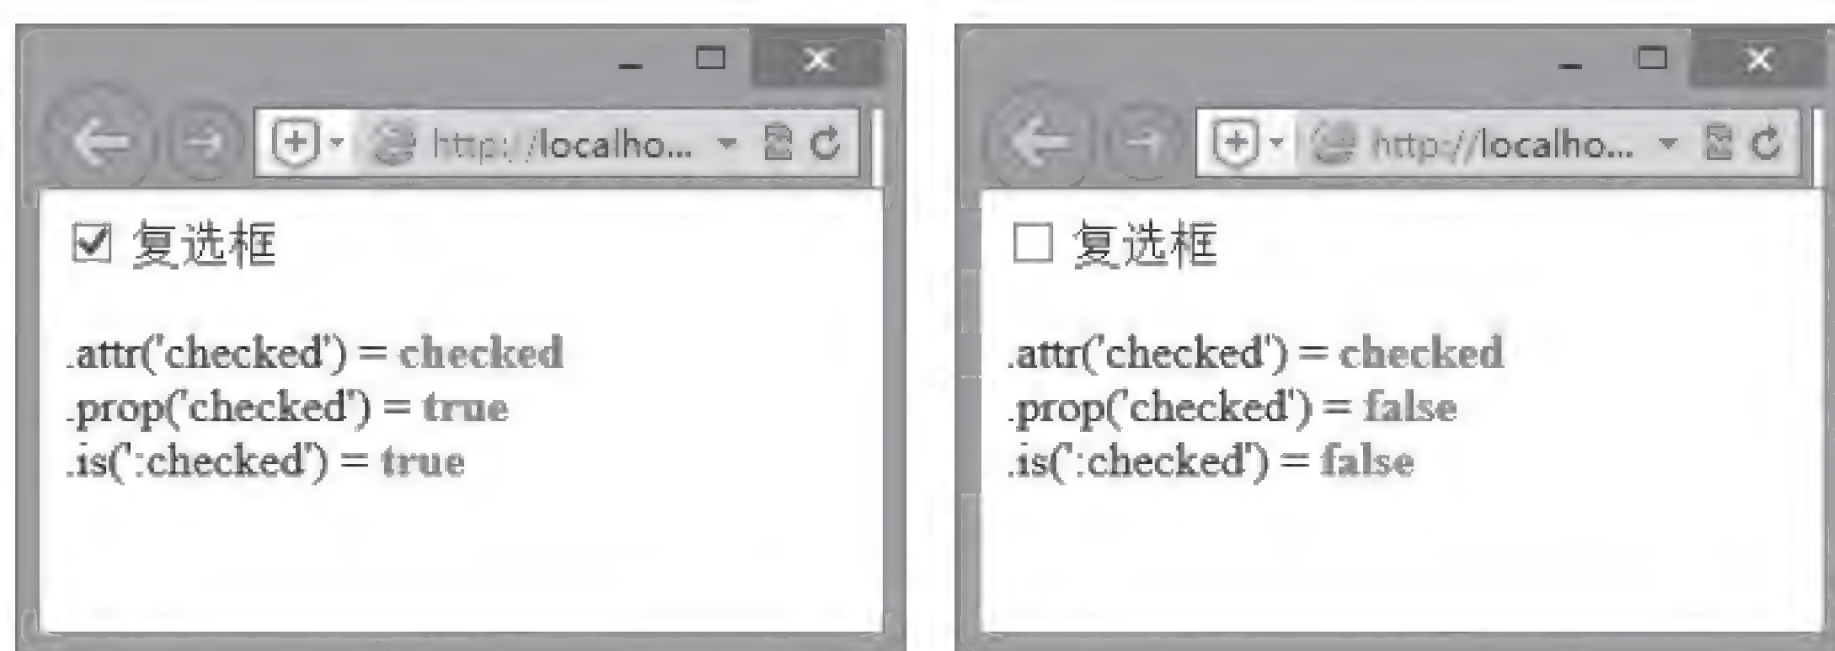 http://localho...
复选框
.attr('checked') = checked
.prop('checked') = true
.is(':checked') = true
http://localho...
复选框
.attr('checked') = checked
.prop('checked') = false
.is(':checked') = false